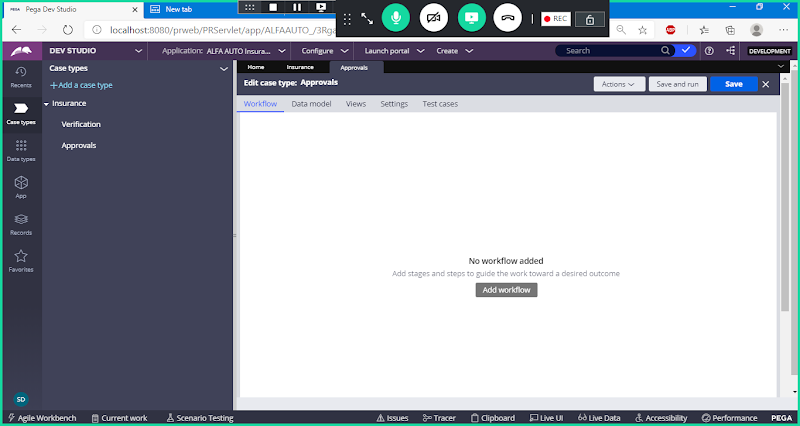 PEGA Pega Dev Studio
New tab
REC
localhost:8080/prweb/PRServlet/app/ALFAAUTO_/3Rga
DEV STUDIO
Application: ALFA AUTO Insura...
Configure
Launch portal
Create
Search
DEVELOPMENT
Recents
Case types
Data types
App
Records
Favorites
SD
Case types
+Add a case type
Insurance
Verification
Approvals
Home
Insurance
Approvals
Edit case type: Approvals
Actions
Save and run
Save
Workflow
Data model
Views
Settings
Test cases
No workflow added
Add stages and steps to guide the work toward a desired outcome
Add workflow
Agile Workbench
Current work
Scenario Testing
Issues
Tracer
Clipboard
Live UI
Live Data
Accessibility
Performance
PEGA